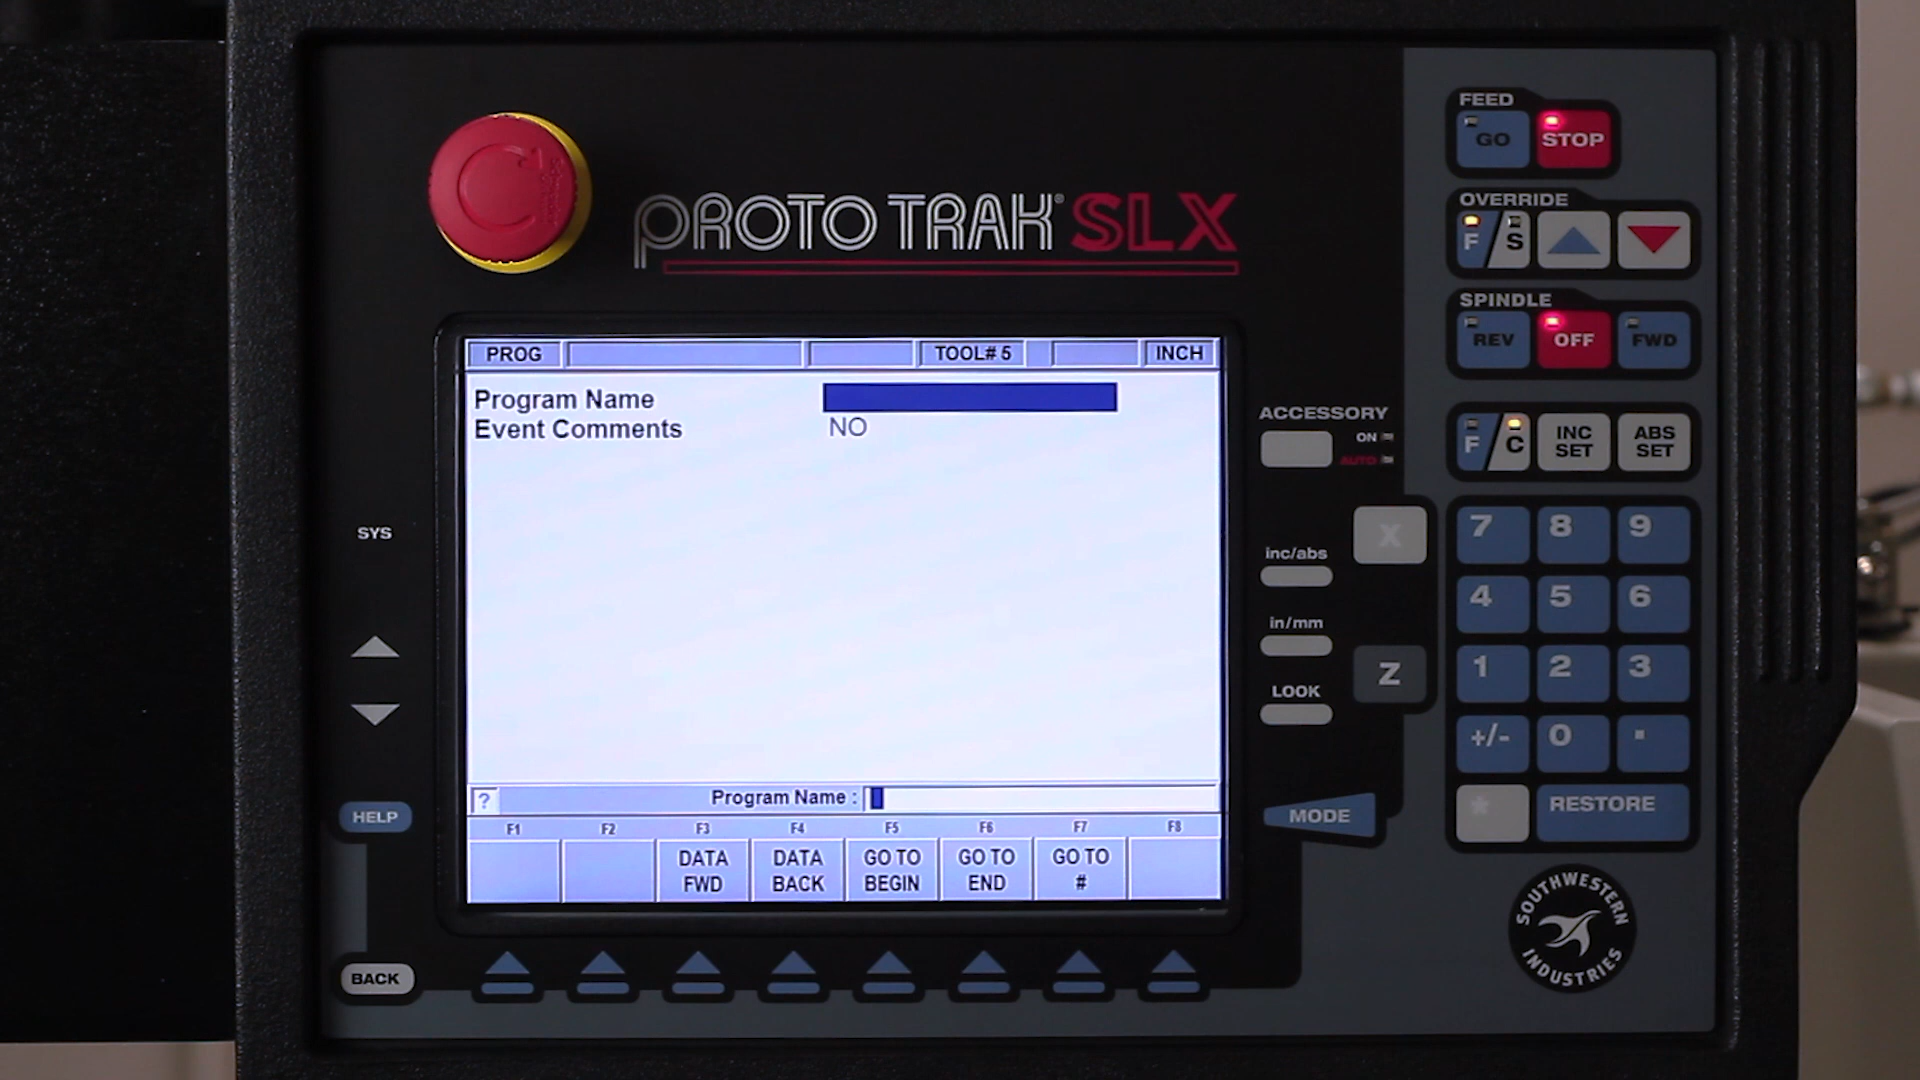 PROTO TRAK® SLX
PROG
TOOL# 5
INCH
Program Name
Event Comments NO
? Program Name :
F1 F2 F3 F4 F5 F6 F7 F8
DATA FWD
DATA BACK
GO TO BEGIN
GO TO END
GO TO #
SYS
HELP
BACK
FEED
GO STOP
OVERRIDE
F/S
SPINDLE
REV OFF FWD
F/C INC SET ABS SET
ACCESSORY
ON
AUTO
inc/abs
in/mm
LOOK
X
Z
MODE
7 8 9
4 5 6
1 2 3
+/- 0 .
* RESTORE
SOUTHWESTERN
INDUSTRIES